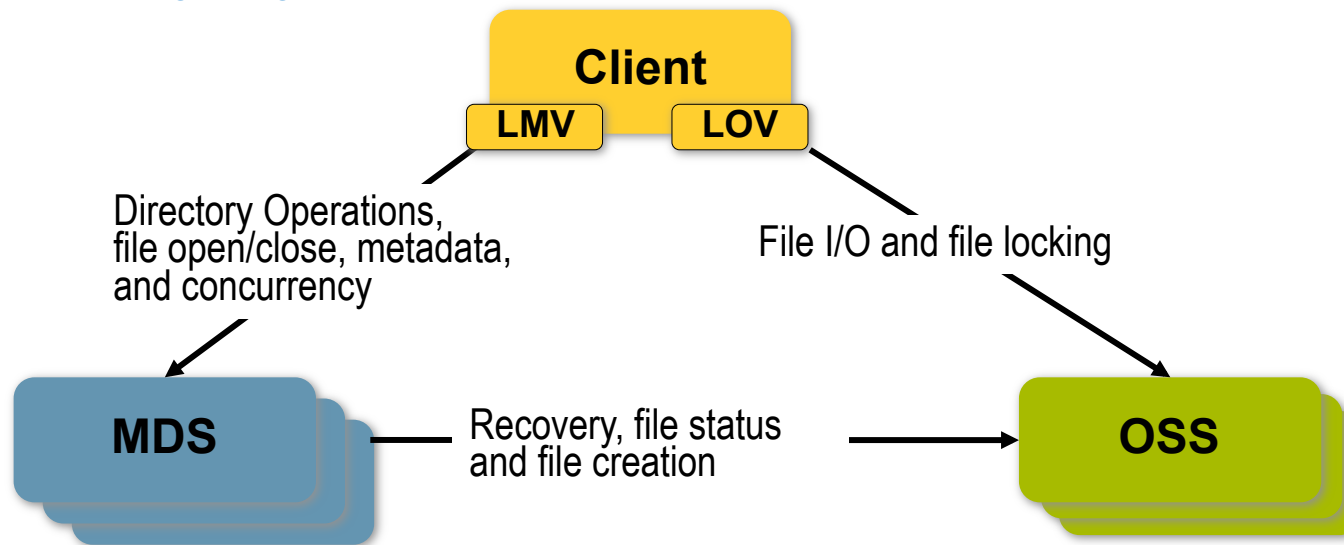 Client
LMV
LOV
Directory Operations,
file open/close, metadata,
and concurrency
File I/O and file locking
MDS
Recovery, file status
and file creation
OSS